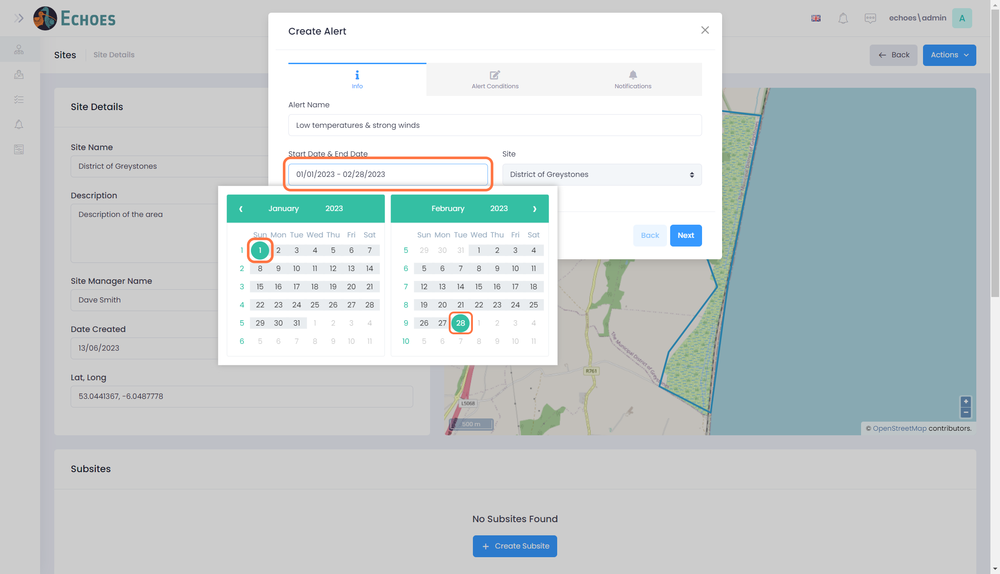 ECHOES
echoes\admin
A
Sites
Site Details
Back
Actions
Create Alert
Info
Alert Conditions
Notifications
Alert Name
Low temperatures & strong winds
Start Date & End Date
Site
01/01/2023 - 02/28/2023
District of Greystones
January 2023
February 2023
Sun Mon Tue Wed Thu Fri Sat
1 1 2 3 4 5 6 7
2 8 9 10 11 12 13 14
3 15 16 17 18 19 20 21
4 22 23 24 25 26 27 28
5 29 30 31 1 2 3 4
6 5 6 7 8 9 10 11
Sun Mon Tue Wed Thu Fri Sat
5 29 30 31 1 2 3 4
6 5 6 7 8 9 10 11
7 12 13 14 15 16 17 18
8 19 20 21 22 23 24 25
9 26 27 28 1 2 3 4
10 5 6 7 8 9 10 11
Back
Next
Site Details
Site Name
District of Greystones
Description
Description of the area
Site Manager Name
Dave Smith
Date Created
13/06/2023
Lat, Long
53.0441367, -6.0487778
The Municipal District of Greystones
The Municipal District of Greystones
R761
L5068
500 m
+
−
© OpenStreetMap contributors.
Subsites
No Subsites Found
+ Create Subsite